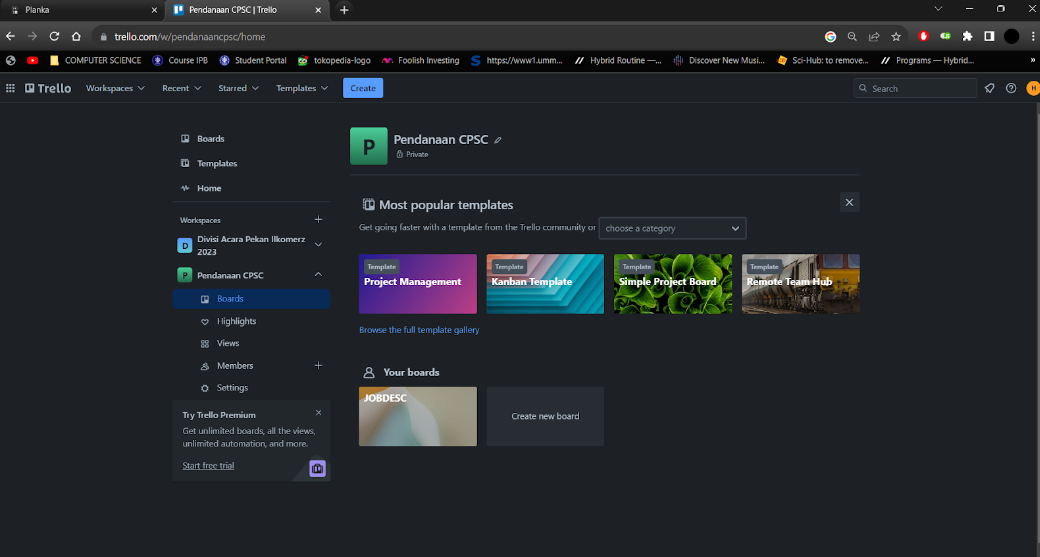 Planka
Pendanaan CPSC | Trello
trello.com/w/pendanaancpsc/home
COMPUTER SCIENCE
Course IPB
Student Portal
tokopedia-logo
Foolish Investing
https://www1.umm...
Hybrid Routine —...
Discover New Musi...
Sci-Hub: to remove...
Programs — Hybrid...
»
Trello
Workspaces
Recent
Starred
Templates
Create
Search
H
Boards
Templates
Home
Workspaces
D
Divisi Acara Pekan Ilkomerz
2023
P
Pendanaan CPSC
Boards
Highlights
Views
Members
Settings
Try Trello Premium
Get unlimited boards, all the views,
unlimited automation, and more.
Start free trial
P
Pendanaan CPSC
Private
Most popular templates
Get going faster with a template from the Trello community or
choose a category
Template
Project Management
Template
Kanban Template
Template
Simple Project Board
Template
Remote Team Hub
Browse the full template gallery
Your boards
JOBDESC
Create new board